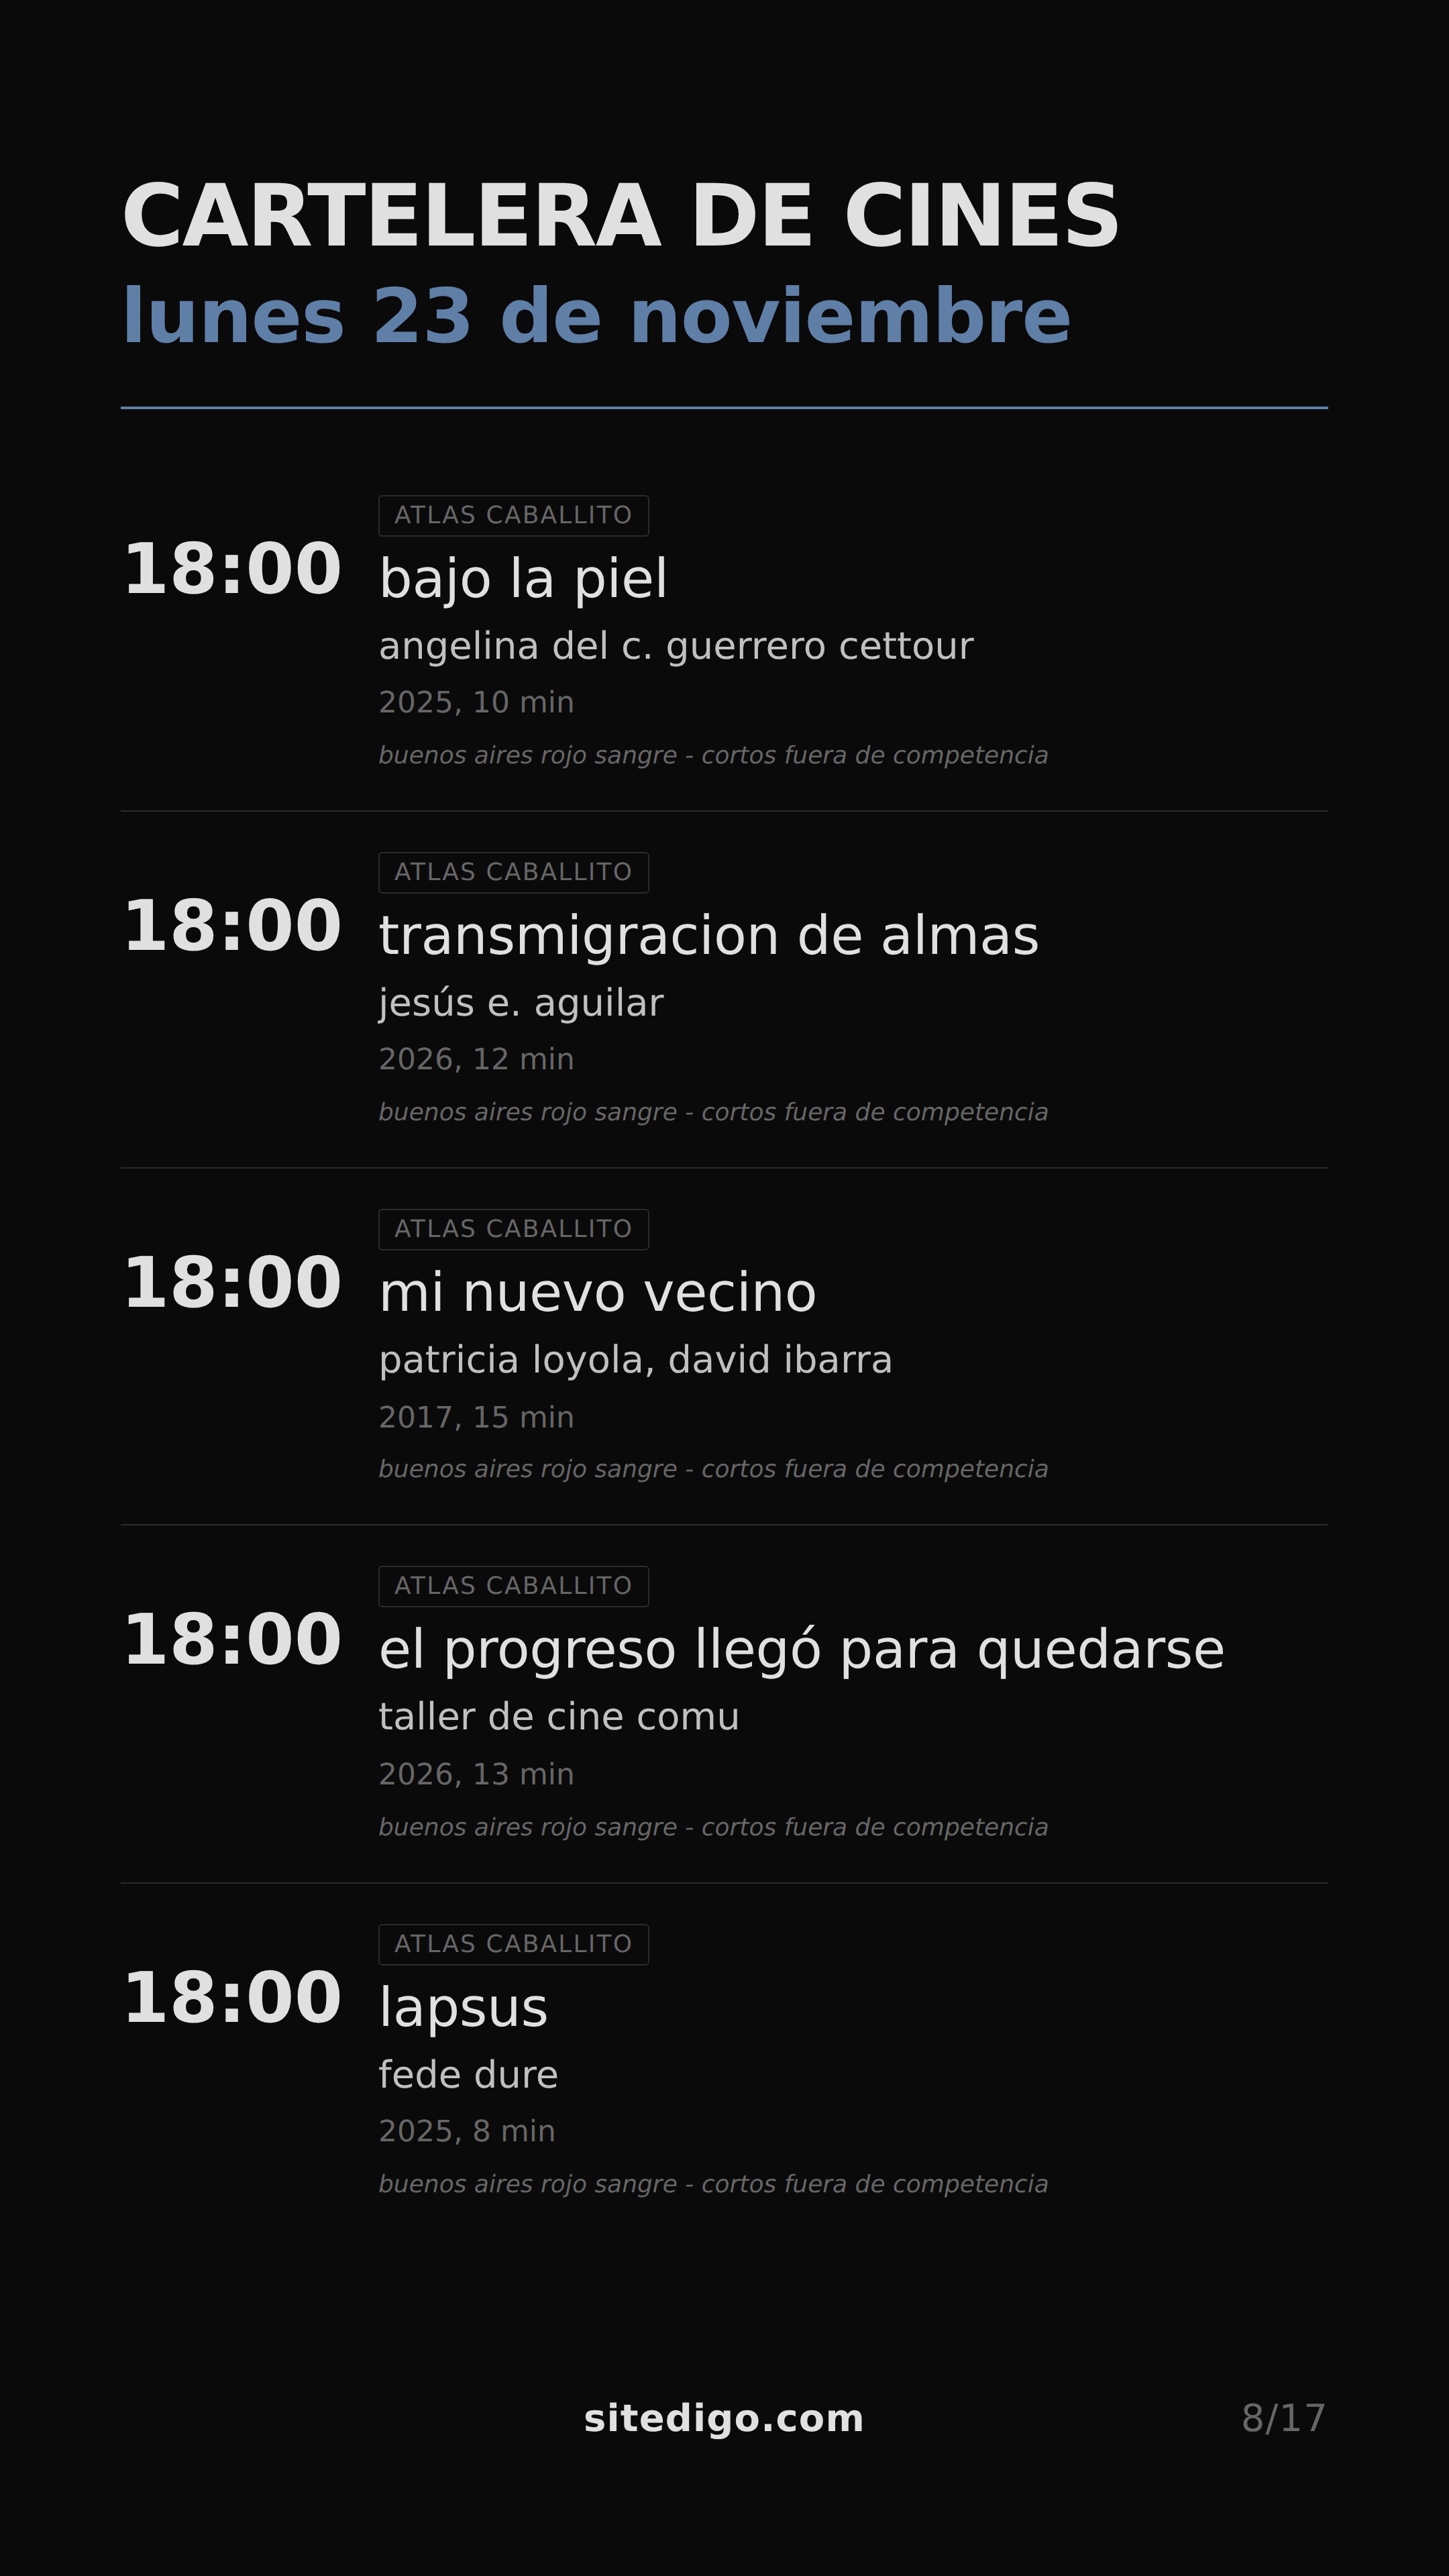 CARTELERA DE CINES
lunes 23 de noviembre
ATLAS CABALLITO
18:00
bajo la piel
angelina del c. guerrero cettour
2025, 10 min
buenos aires rojo sangre - cortos fuera de competencia
ATLAS CABALLITO
18:00
transmigracion de almas
jesús e. aguilar
2026, 12 min
buenos aires rojo sangre - cortos fuera de competencia
ATLAS CABALLITO
18:00
mi nuevo vecino
patricia loyola, david ibarra
2017, 15 min
buenos aires rojo sangre - cortos fuera de competencia
ATLAS CABALLITO
18:00
el progreso llegó para quedarse
taller de cine comu
2026, 13 min
buenos aires rojo sangre - cortos fuera de competencia
ATLAS CABALLITO
18:00
lapsus
fede dure
2025, 8 min
buenos aires rojo sangre - cortos fuera de competencia
sitedigo.com
8/17